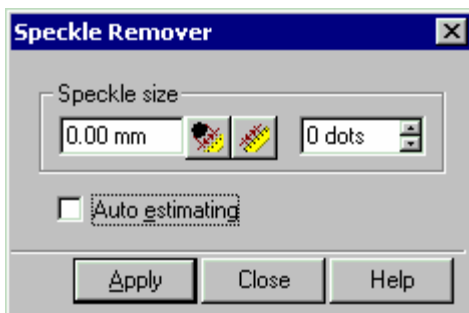 Speckle Remover
Speckle size
0.00 mm
0 dots
Auto estimating
Apply
Close
Help